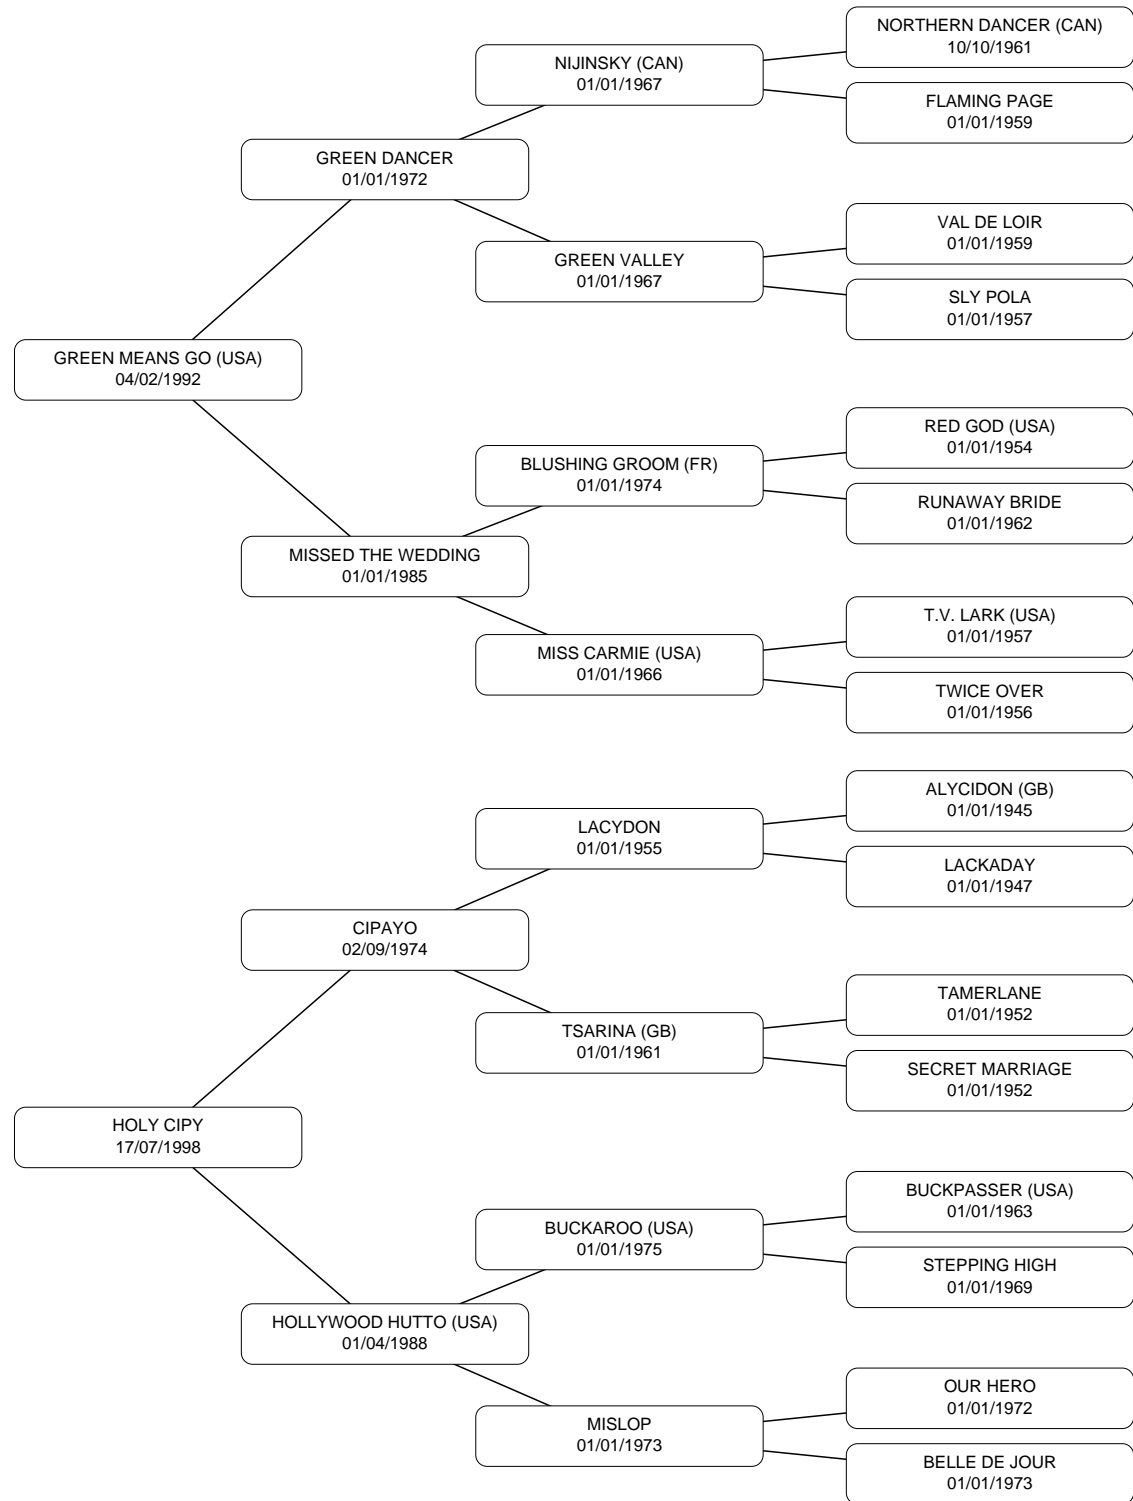 NORTHERN DANCER (CAN)
10/10/1961
NIJINSKY (CAN)
01/01/1967
FLAMING PAGE
01/01/1959
GREEN DANCER
01/01/1972
VAL DE LOIR
01/01/1959
GREEN VALLEY
01/01/1967
SLY POLA
01/01/1957
GREEN MEANS GO (USA)
04/02/1992
RED GOD (USA)
01/01/1954
BLUSHING GROOM (FR)
01/01/1974
RUNAWAY BRIDE
01/01/1962
MISSED THE WEDDING
01/01/1985
T.V. LARK (USA)
01/01/1957
MISS CARMIE (USA)
01/01/1966
TWICE OVER
01/01/1956
ALYCIDON (GB)
01/01/1945
LACYDON
01/01/1955
LACKADAY
01/01/1947
CIPAYO
02/09/1974
TAMERLANE
01/01/1952
TSARINA (GB)
01/01/1961
SECRET MARRIAGE
01/01/1952
HOLY CIPY
17/07/1998
BUCKPASSER (USA)
01/01/1963
BUCKAROO (USA)
01/01/1975
STEPPING HIGH
01/01/1969
HOLLYWOOD HUTTO (USA)
01/04/1988
OUR HERO
01/01/1972
MISLOP
01/01/1973
BELLE DE JOUR
01/01/1973